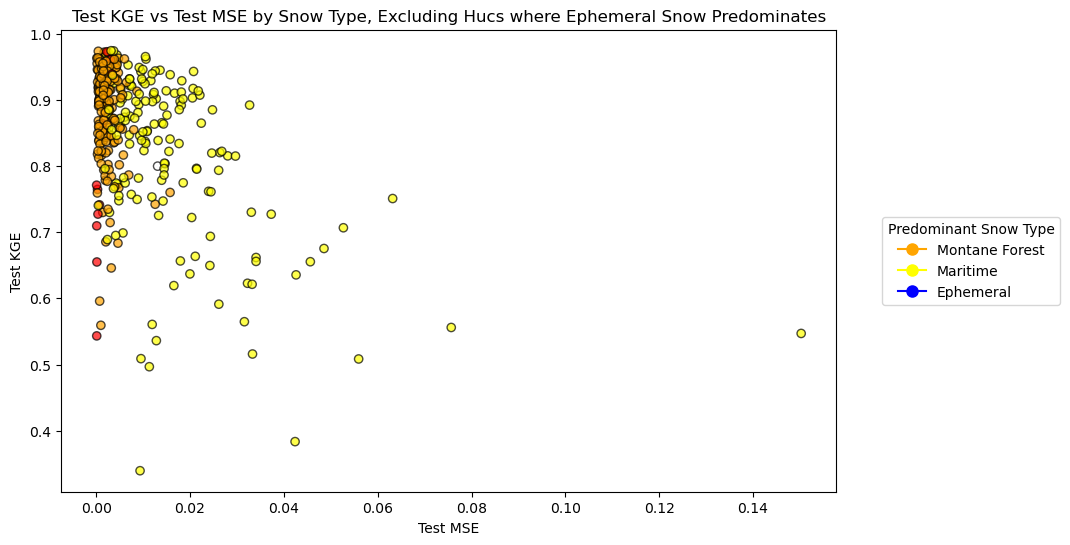 Test KGE vs Test MSE by Snow Type, Excluding Hucs where Ephemeral Snow Predominates
1.0
0.9
0.8
0.7
0.6
0.5
0.4
Test KGE
0.00 0.02 0.04 0.06 0.08 0.10 0.12 0.14
Test MSE
Predominant Snow Type
Montane Forest
Maritime
Ephemeral